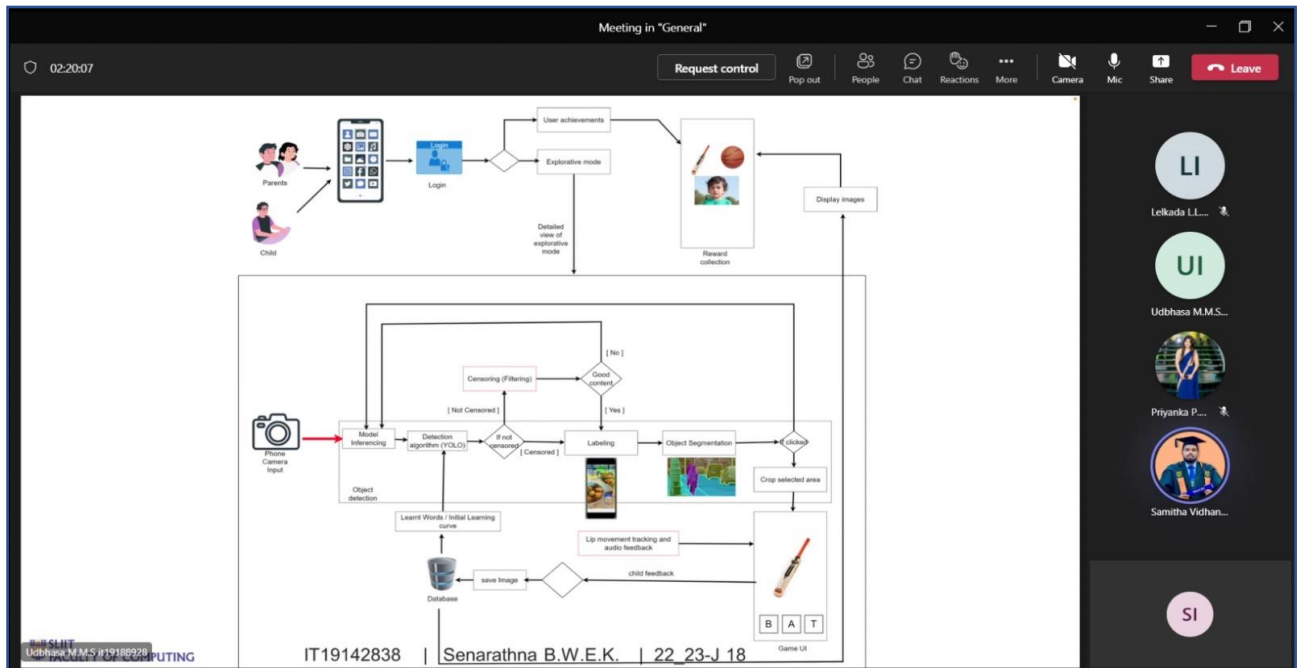 Meeting in "General"
02:20:07
Request control
Pop out
People
Chat
Reactions
More
Camera
Mic
Share
Leave
Parents
Child
Login
Login
User achievements
Explorative mode
Detailed
view of
explorative
mode
Reward
collection
Display images
[ No ]
Censoring (Filtering)
Good
content
[ Not Censored ]
[ Yes ]
Phone
Camera
Input
Model
Inferencing
Detection
algorithm (YOLO)
If not
censored
[ Censored ]
Labeling
Object Segmentation
If clicked
Object
detection
Crop selected area
Learnt Words / Initial Learning
curve
Lip movement tracking and
audio feedback
child feedback
save Image
Database
B A T
Game UI
SLIIT
FACULTY OF COMPUTING
Udbhasa M.M.S it19188928
IT19142838 | Senarathna B.W.E.K. | 22_23-J 18
LI
Lelkada L.L....
UI
Udbhasa M.M.S...
Priyanka P....
Samitha Vidhan...
SI